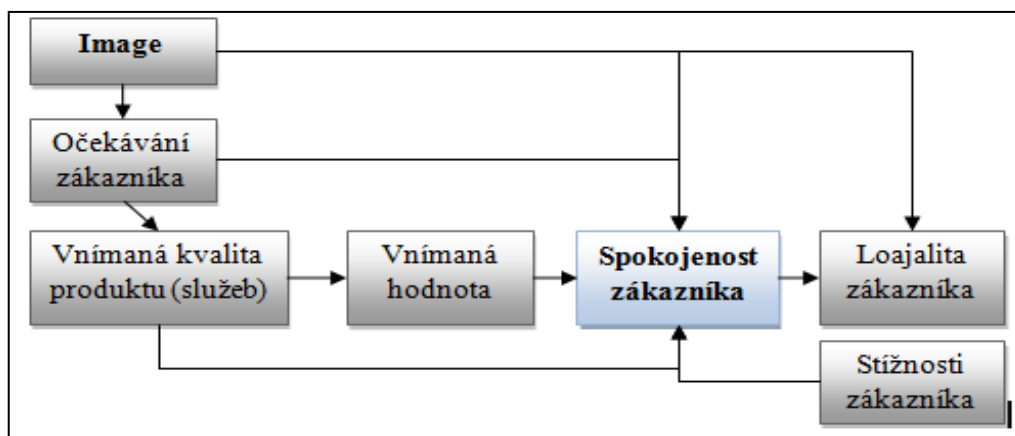 Image
Očekávání
zákazníka
Vnímaná kvalita
produktu (služeb)
Vnímaná
hodnota
Spokojenost
zákazníka
Loajalita
zákazníka
Stížnosti
zákazníka